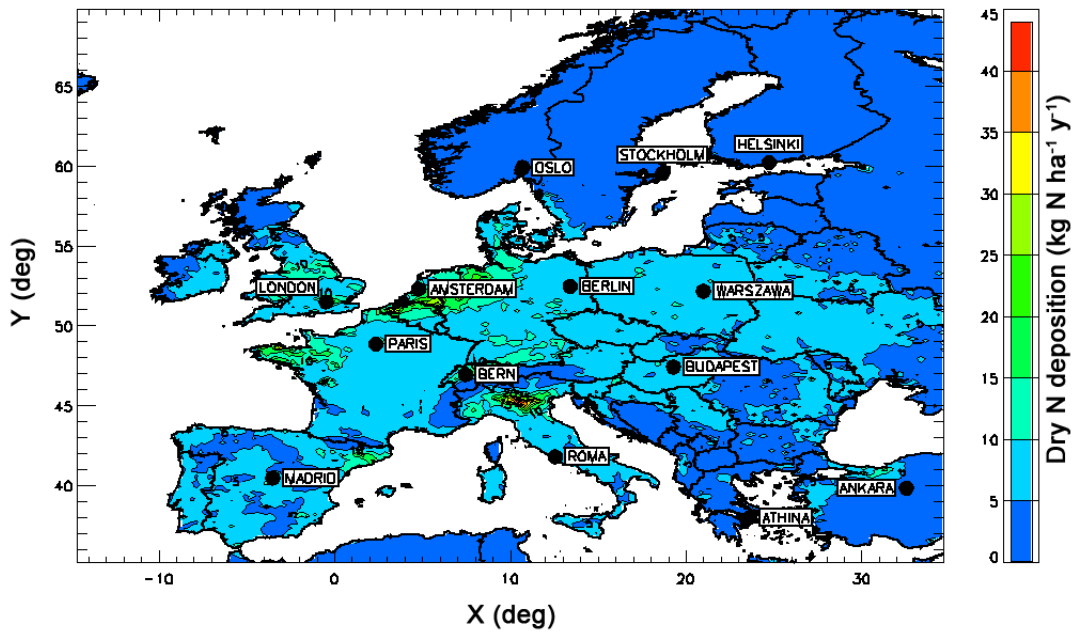 45
40
35
30
25
20
15
10
5
0
Dry N deposition (kg N ha⁻¹ y⁻¹)
65
60
55
50
45
40
Y (deg)
HELSINKI
STOCKHOLM
OSLO
LONDON
AMSTERDAM
BERLIN
WARSZAWA
PARIS
BERN
BUDAPEST
ROMA
MADRID
ANKARA
ATHINA
-10 0 10 20 30
X (deg)